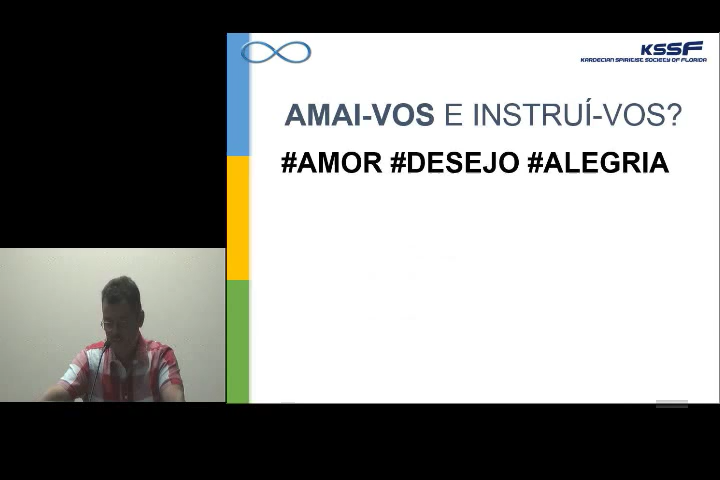 KSSF
KARDECIAN SPIRITIST SOCIETY OF FLORIDA
AMAI-VOS E INSTRUÍ-VOS?
#AMOR #DESEJO #ALEGRIA